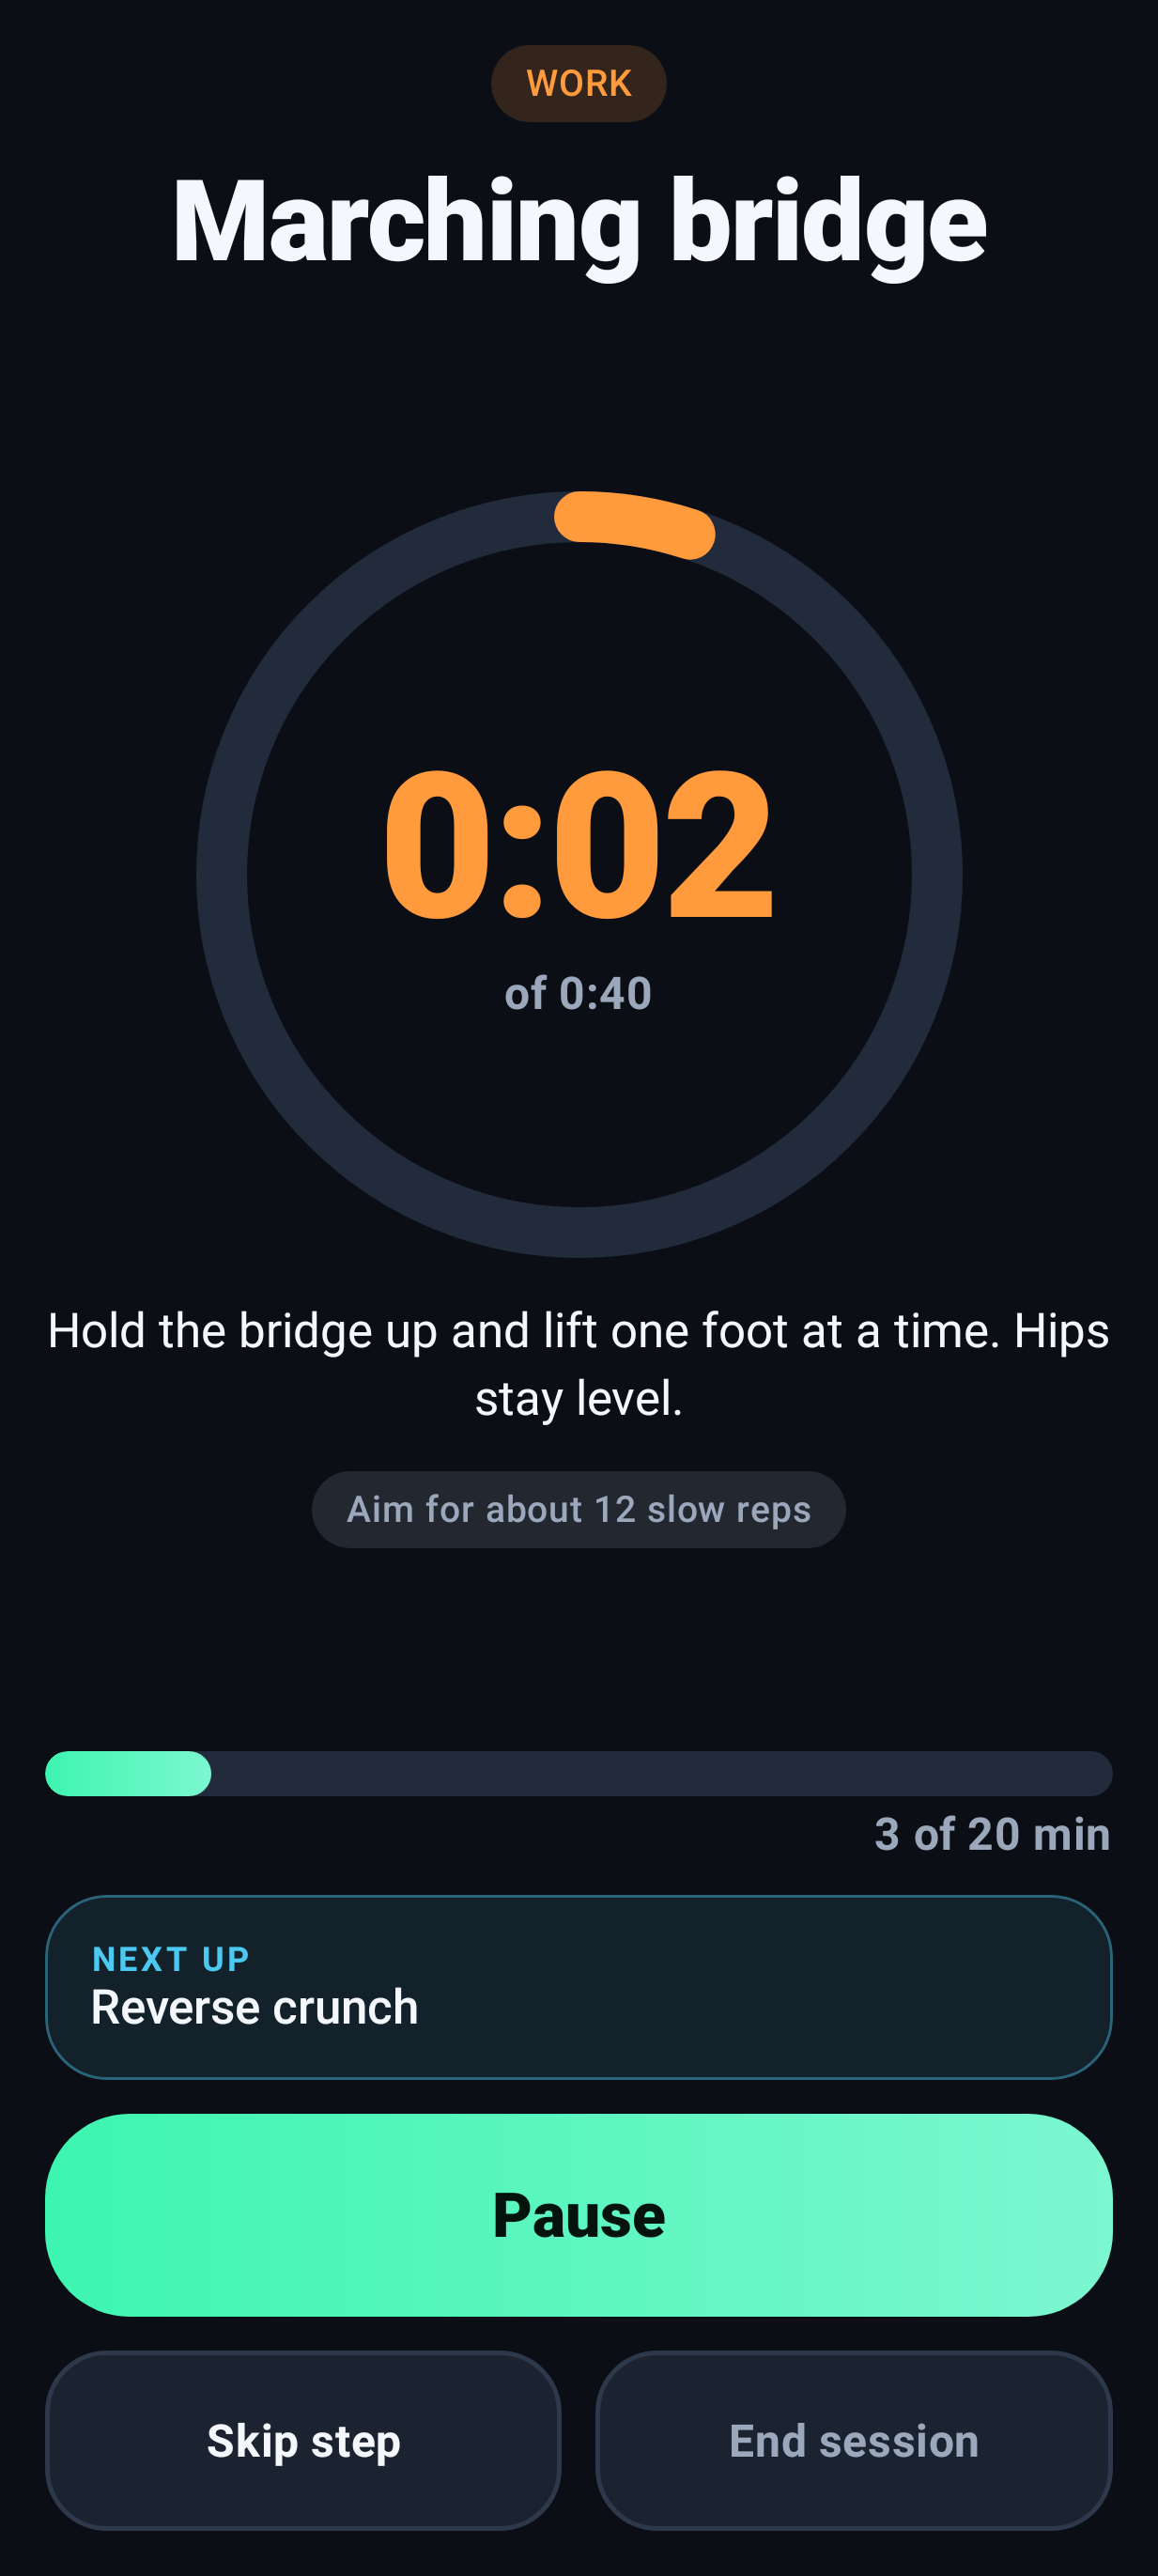 WORK
Marching bridge
0:02
of 0:40
Hold the bridge up and lift one foot at a time. Hips
stay level.
Aim for about 12 slow reps
3 of 20 min
NEXT UP
Reverse crunch
Pause
Skip step
End session